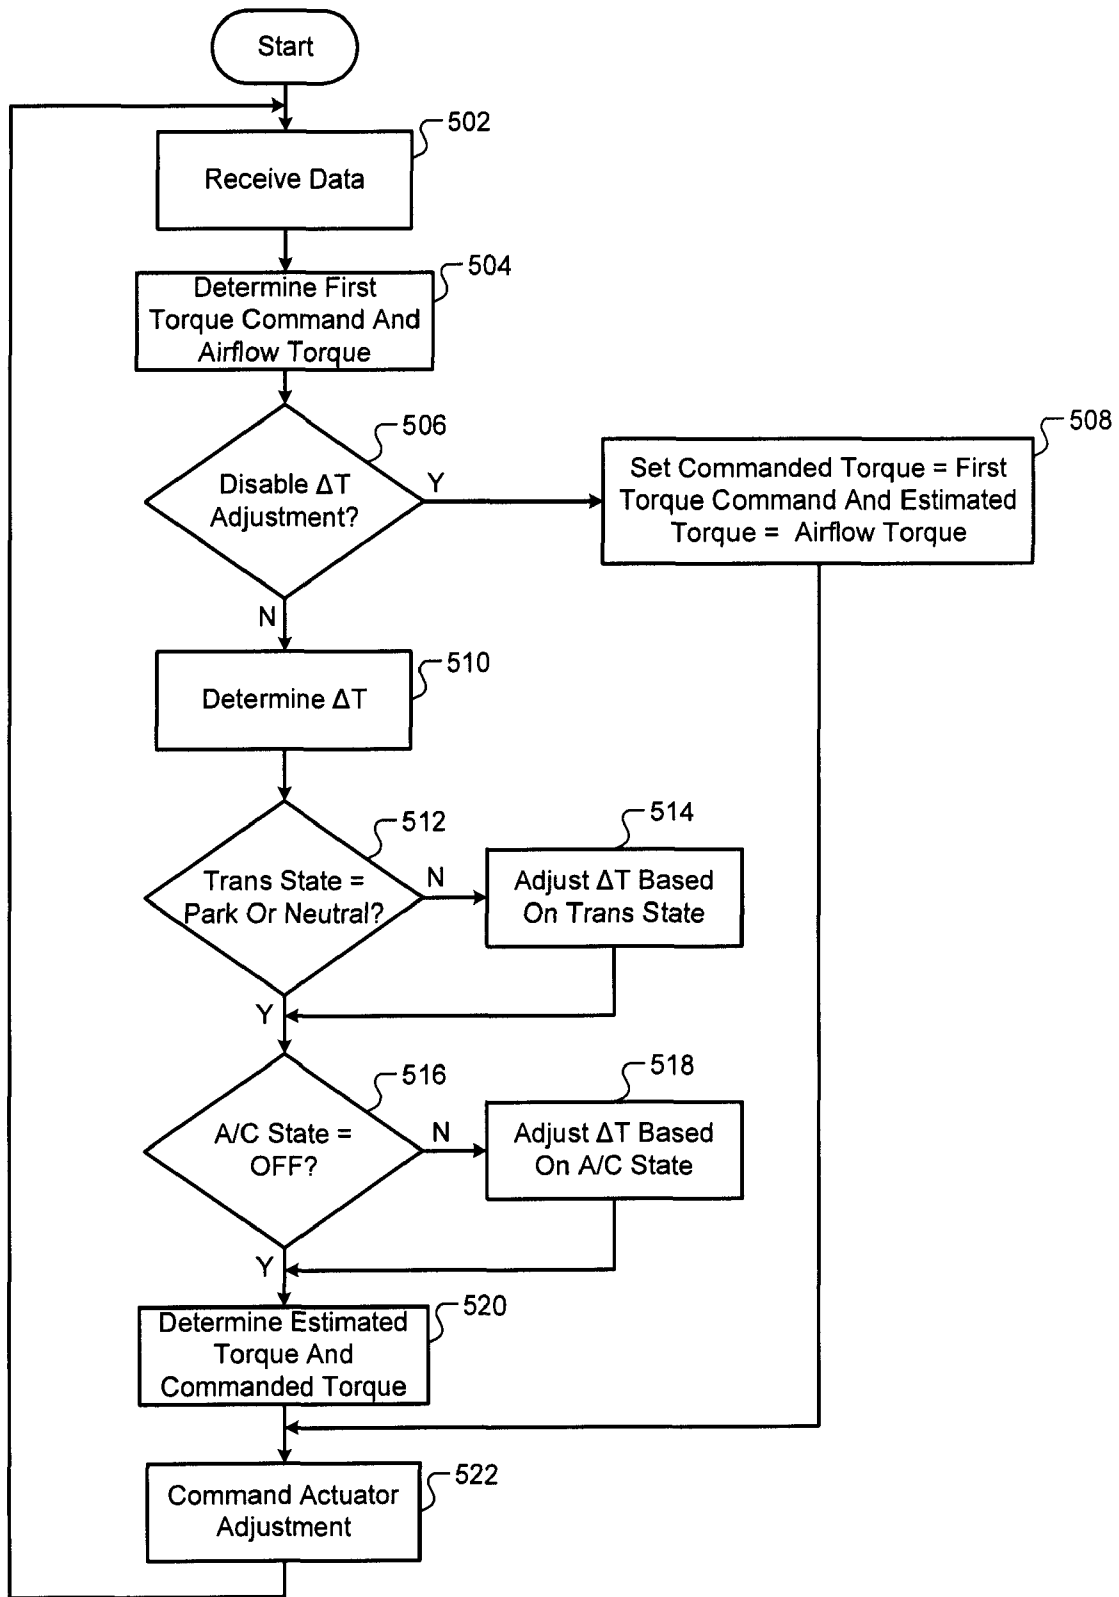 Start
502
Receive Data
504
Determine First
Torque Command And
Airflow Torque
506
Disable ΔT
Adjustment?
Y
N
508
Set Commanded Torque = First
Torque Command And Estimated
Torque = Airflow Torque
510
Determine ΔT
512
Trans State =
Park Or Neutral?
N
Y
514
Adjust ΔT Based
On Trans State
516
A/C State =
OFF?
N
Y
518
Adjust ΔT Based
On A/C State
520
Determine Estimated
Torque And
Commanded Torque
522
Command Actuator
Adjustment